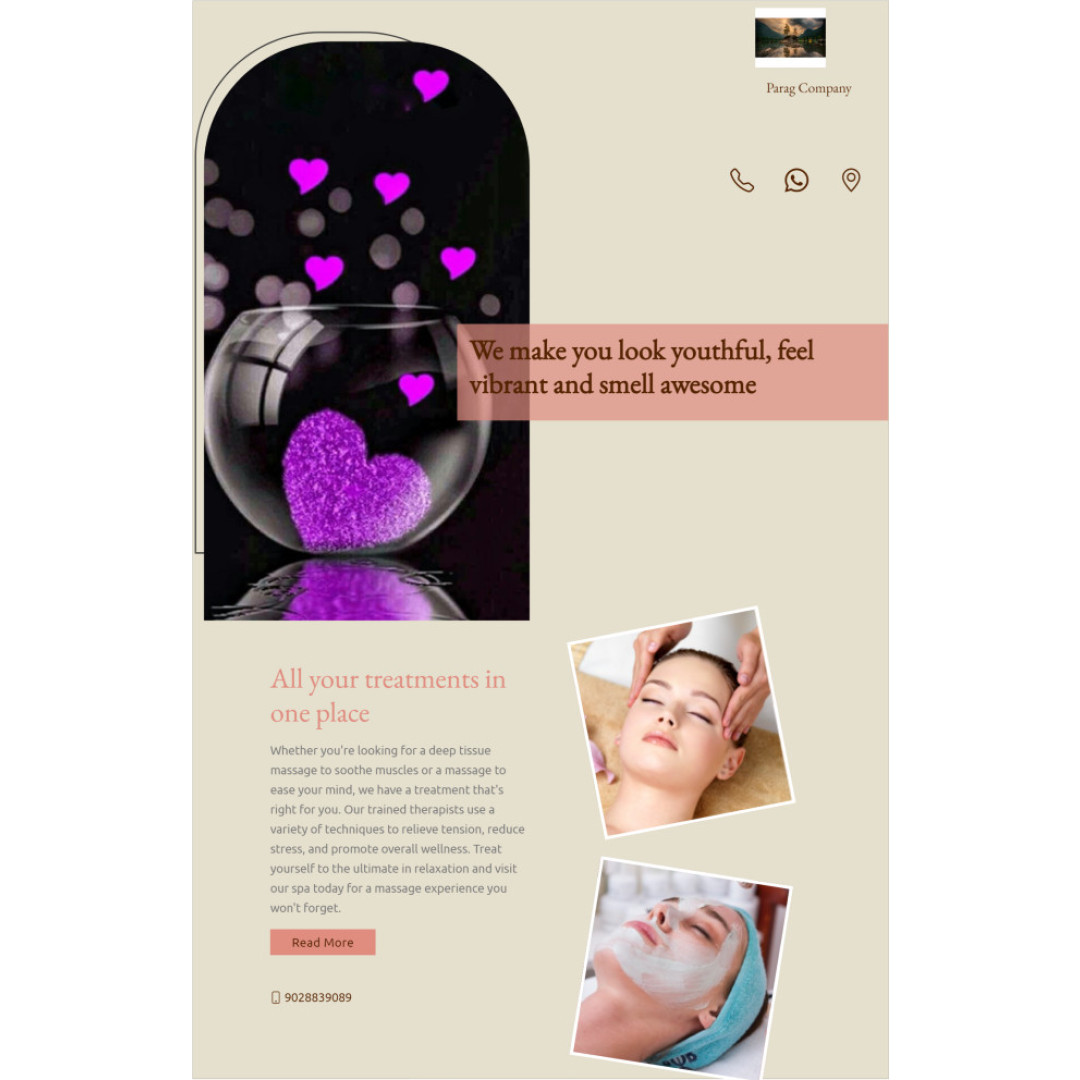 Parag Company
We make you look youthful, feel
vibrant and smell awesome
All your treatments in
one place
Whether you're looking for a deep tissue
massage to soothe muscles or a massage to
ease your mind, we have a treatment that's
right for you. Our trained therapists use a
variety of techniques to relieve tension, reduce
stress, and promote overall wellness. Treat
yourself to the ultimate in relaxation and visit
our spa today for a massage experience you
won't forget.
Read More
9028839089